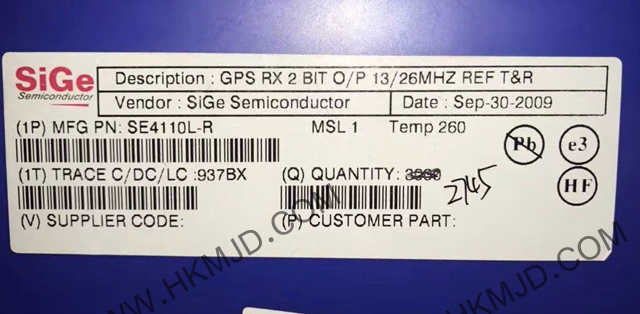 SiGe
Semiconductor
Description : GPS RX 2 BIT O/P 13/26MHZ REF T&R
Vendor : SiGe Semiconductor
Date : Sep-30-2009
(1P) MFG PN: SE4110L-R MSL 1 Temp 260
Pb
e3
(1T) TRACE C/DC/LC :937BX
(Q) QUANTITY: 3000
2745
HF
(V) SUPPLIER CODE:
(P) CUSTOMER PART:
WWW.HKMJD.COM
WWW.HKMJD.COM